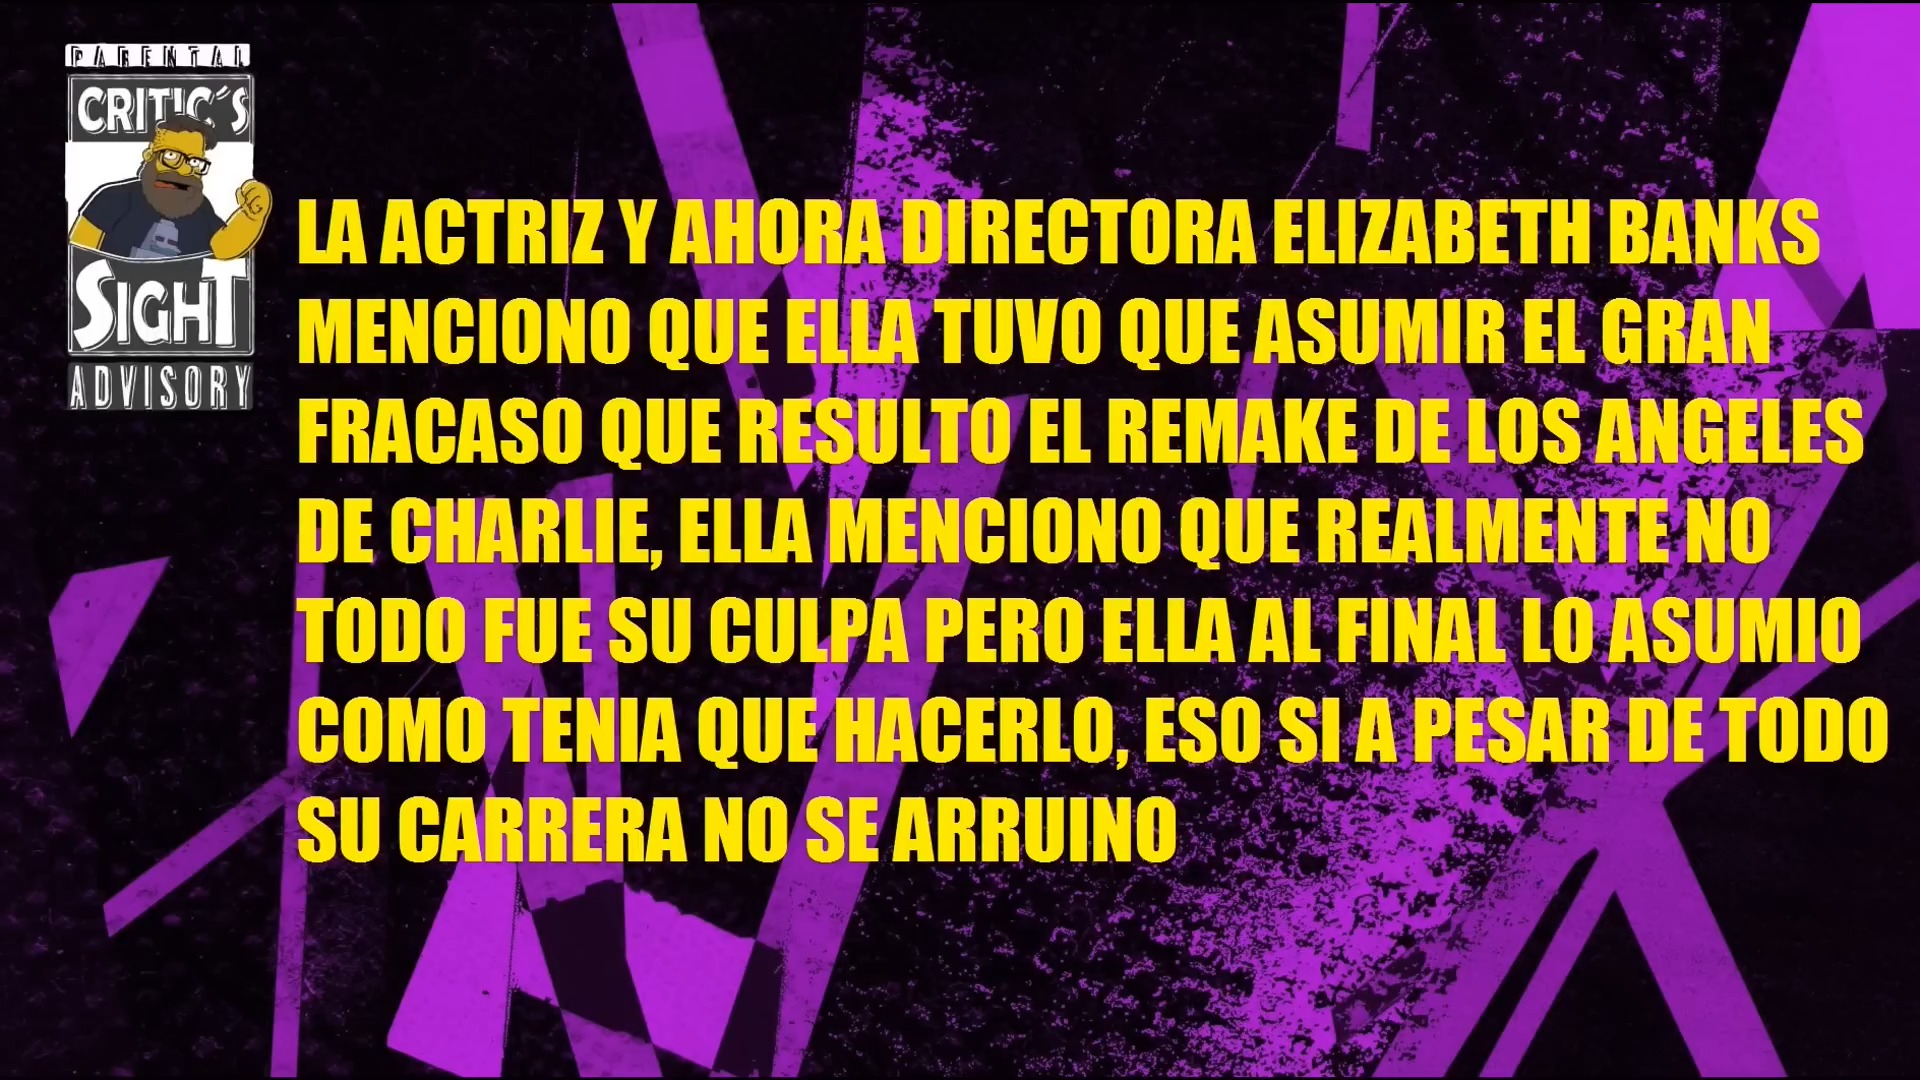 PARENTAL
CRITIC´S
SIGHT
ADVISORY
LA ACTRIZ Y AHORA DIRECTORA ELIZABETH BANKS
MENCIONO QUE ELLA TUVO QUE ASUMIR EL GRAN
FRACASO QUE RESULTO EL REMAKE DE LOS ANGELES
DE CHARLIE, ELLA MENCIONO QUE REALMENTE NO
TODO FUE SU CULPA PERO ELLA AL FINAL LO ASUMIO
COMO TENIA QUE HACERLO, ESO SI A PESAR DE TODO
SU CARRERA NO SE ARRUINO